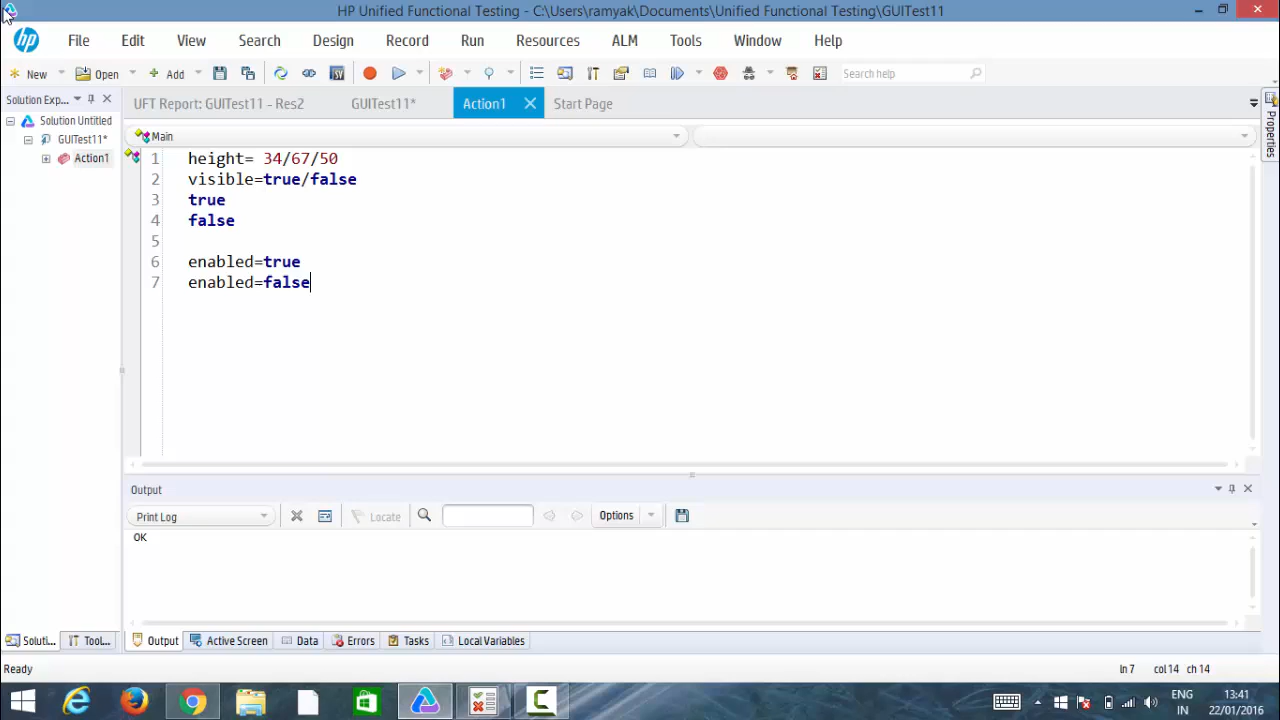 HP Unified Functional Testing - C:\Users\ramyak\Documents\Unified Functional Testing\GUITest11
hp File Edit View Search Design Record Run Resources ALM Tools Window Help
New Open Add Search help
Solution Exp... UFT Report: GUITest11 - Res2 GUITest11* Action1 Start Page
Properties
Solution Untitled
GUITest11*
Action1
Main
1 height= 34/67/50
2 visible=true/false
3 true
4 false
5
6 enabled=true
7 enabled=false
Output
Print Log Locate Options
OK
Soluti... Tool... Output Active Screen Data Errors Tasks Local Variables
Ready ln 7 col 14 ch 14
ENG 13:41
IN 22/01/2016